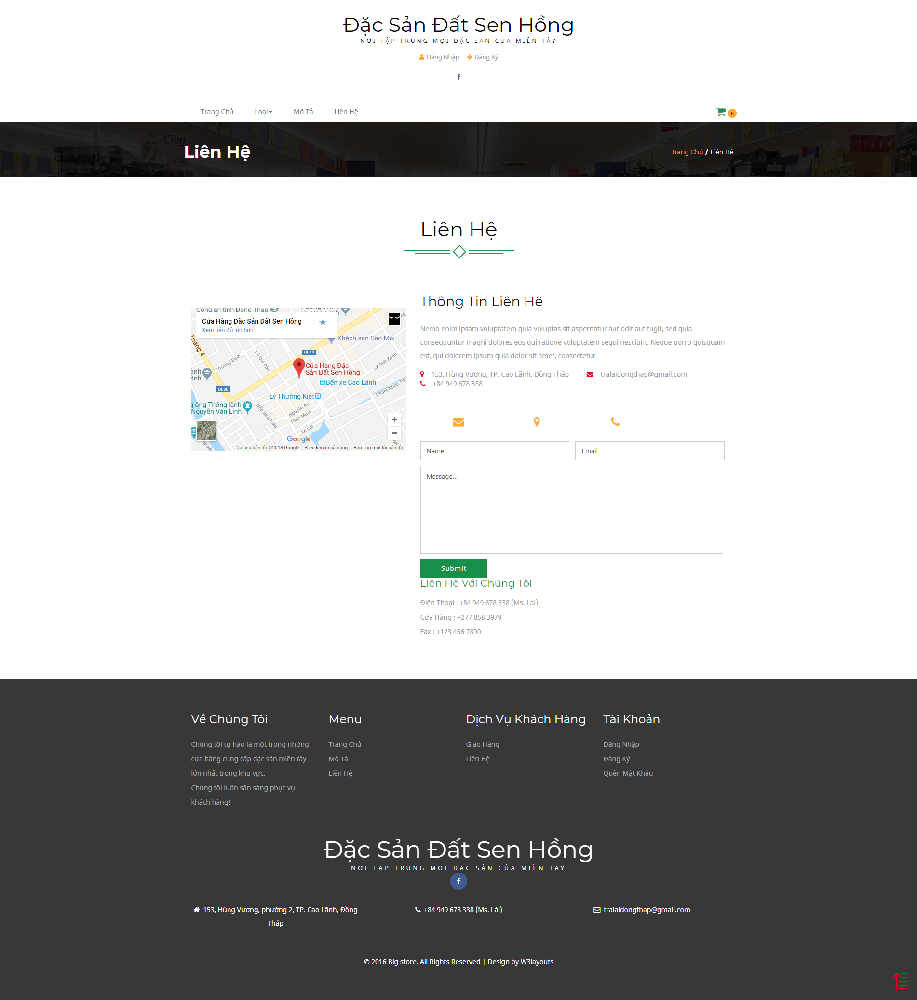 Đặc Sản Đất Sen Hồng
NƠI TẬP TRUNG MỌI ĐẶC SẢN CỦA MIỀN TÂY
Đăng Nhập Đăng Ký
Trang Chủ Loại Mô Tả Liên Hệ 0
Cien
Liên Hệ
Trang Chủ / Liên Hệ
Liên Hệ
Công an tỉnh Đồng Tháp
Cửa Hàng Đặc Sản Đất Sen Hồng
Xem bản đồ lớn hơn
Khách sạn Sao Mai
Tháng 4
Trương Định
Lê Quí Đôn
QL30
Lê Anh Xuân
Cửa Hàng Đặc
Sản Đất Sen Hồng
Bến xe Cao Lãnh
QL30
Phạm Nhơn Thu
Lý Thường Kiệt
g ông Thống lãnh
Nguyễn Văn Linh
Đốc Binh Kiều
Nguyễn Du
Tháp Mười
Lê Lợi
Google
Dữ liệu bản đồ ©2018 Google Điều khoản sử dụng Báo cáo một lỗi bản đồ
Thông Tin Liên Hệ
Nemo enim ipsam voluptatem quia voluptas sit aspernatur aut odit aut fugit, sed quia
consequuntur magni dolores eos qui ratione voluptatem sequi nesciunt. Neque porro quisquam
est, qui dolorem ipsum quia dolor sit amet, consectetur
153, Hùng Vương, TP. Cao Lãnh, Đồng Tháp tralaidongthap@gmail.com
+84 949 678 338
Name Email
Message...
Submit
Liên Hệ Với Chúng Tôi
Điện Thoại : +84 949 678 338 (Ms. Lài)
Cửa Hàng : +277 858 3979
Fax : +123 456 7890
Về Chúng Tôi
Chúng tôi tự hào là một trong những
cửa hàng cung cấp đặc sản miền tây
lớn nhất trong khu vực.
Chúng tôi luôn sẵn sàng phục vụ
khách hàng!
Menu
Trang Chủ
Mô Tả
Liên Hệ
Dịch Vụ Khách Hàng
Giao Hàng
Liên Hệ
Tài Khoản
Đăng Nhập
Đăng Ký
Quên Mật Khẩu
Đặc Sản Đất Sen Hồng
NƠI TẬP TRUNG MỌI ĐẶC SẢN CỦA MIỀN TÂY
153, Hùng Vương, phường 2, TP. Cao Lãnh, Đồng
Tháp
+84 949 678 338 (Ms. Lài)
tralaidongthap@gmail.com
© 2016 Big store. All Rights Reserved | Design by W3layouts